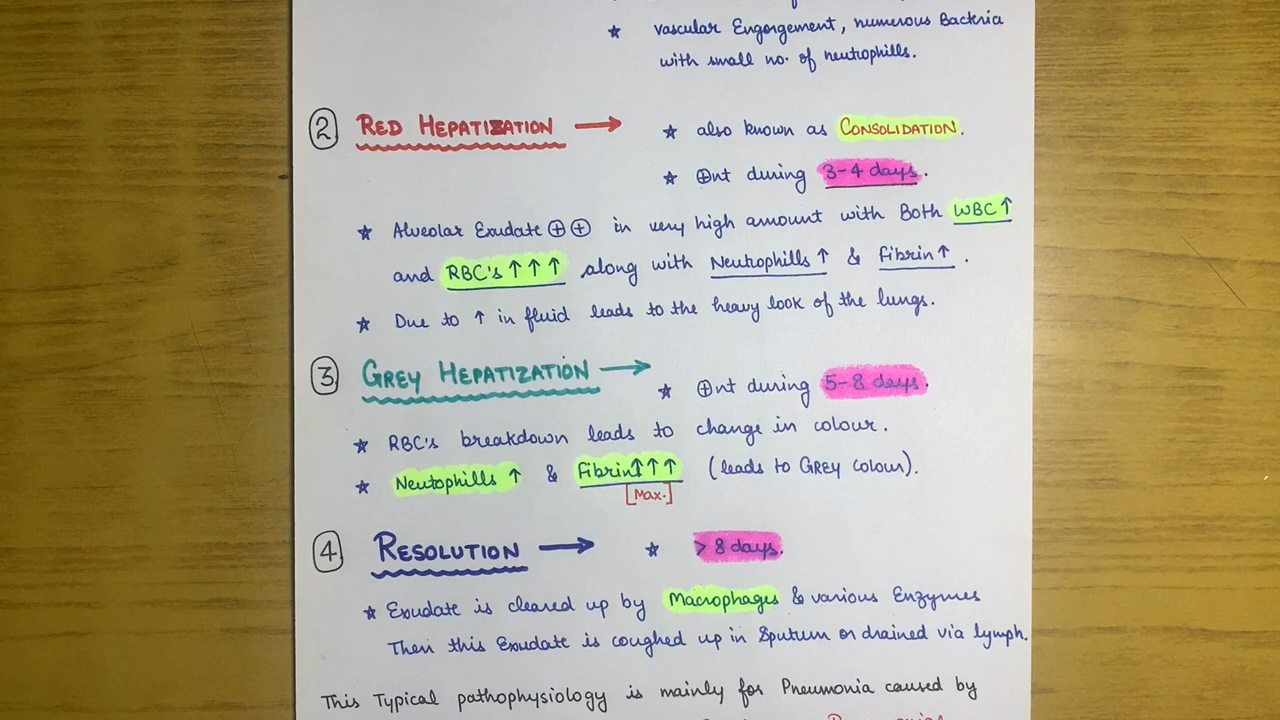 ★ vascular Engorgement, numerous Bacteria
with small no. of neutrophills.
② RED HEPATIZATION → ★ also known as CONSOLIDATION.
★ ⊕nt during 3-4 days.
★ Alveolar Exudate ⊕ ⊕ in very high amount with Both WBC ↑
and RBC's ↑ ↑ ↑ along with Neutrophills ↑ & Fibrin ↑ .
★ Due to ↑ in fluid leads to the heavy look of the lungs.
③ GREY HEPATIZATION → ★ ⊕nt during 5-8 days.
★ RBC's breakdown leads to change in colour.
★ Neutophills ↑ & Fibrin↑↑↑ (leads to GREY colour).
[Max.]
④ RESOLUTION → ★ > 8 days.
★ Exudate is cleared up by Macrophages & various Enzymes
Then this Exudate is coughed up in Sputum or drained via lymph.
This Typical pathophysiology is mainly for Pneumonia caused by